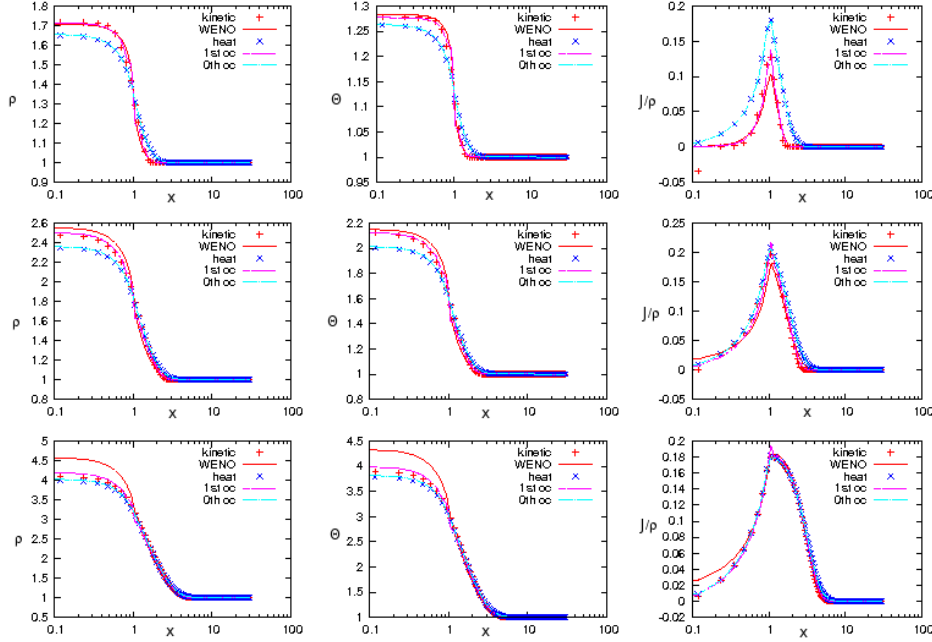 1.8
1.7
1.6
1.5
1.4
1.3
1.2
1.1
1
0.9
ρ
kinetic
WENO
heat
1st oc
0th oc
0.1 1 10 100
x
1.3
1.25
1.2
1.15
1.1
1.05
1
0.95
Θ
kinetic
WENO
heat
1st oc
0th oc
0.1 1 10 100
x
0.2
0.15
0.1
0.05
0
-0.05
J/ρ
kinetic
WENO
heat
1st oc
0th oc
0.1 1 10 100
x
2.6
2.4
2.2
2
1.8
1.6
1.4
1.2
1
0.8
ρ
kinetic
WENO
heat
1st oc
0th oc
0.1 1 10 100
x
2.2
2
1.8
1.6
1.4
1.2
1
0.8
Θ
kinetic
WENO
heat
1st oc
0th oc
0.1 1 10 100
x
0.25
0.2
0.15
0.1
0.05
0
-0.05
J/ρ
kinetic
WENO
heat
1st oc
0th oc
0.1 1 10 100
x
5
4.5
4
3.5
3
2.5
2
1.5
1
0.5
ρ
kinetic
WENO
heat
1st oc
0th oc
0.1 1 10 100
x
4.5
4
3.5
3
2.5
2
1.5
1
Θ
kinetic
WENO
heat
1st oc
0th oc
0.1 1 10 100
x
0.2
0.18
0.16
0.14
0.12
0.1
0.08
0.06
0.04
0.02
0
-0.02
J/ρ
kinetic
WENO
heat
1st oc
0th oc
0.1 1 10 100
x